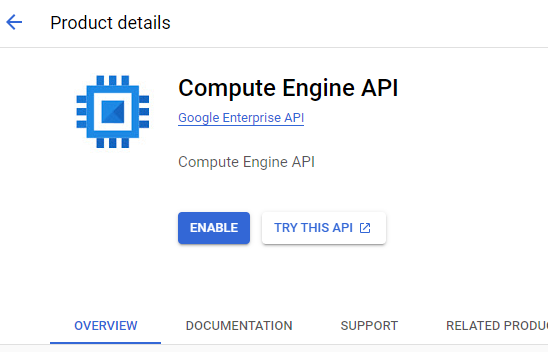 Product details
Compute Engine API
Google Enterprise API
Compute Engine API
ENABLE TRY THIS API
OVERVIEW DOCUMENTATION SUPPORT RELATED